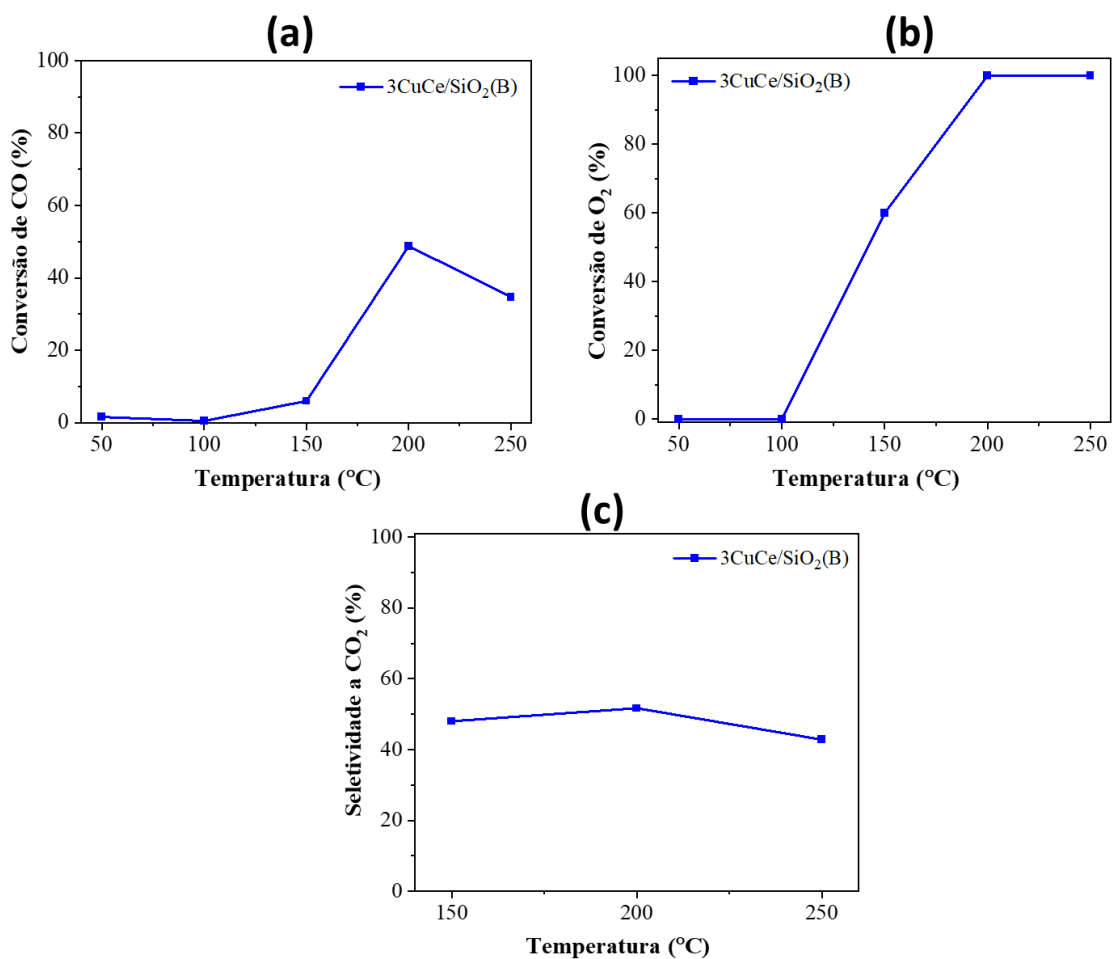 (a)
100
80
60
40
20
0
Conversão de CO (%)
3CuCe/SiO₂(B)
50 100 150 200 250
Temperatura (°C)
(b)
100
80
60
40
20
0
Conversão de O₂ (%)
3CuCe/SiO₂(B)
50 100 150 200 250
Temperatura (°C)
(c)
100
80
60
40
20
0
Seletividade a CO₂ (%)
3CuCe/SiO₂(B)
150 200 250
Temperatura (°C)